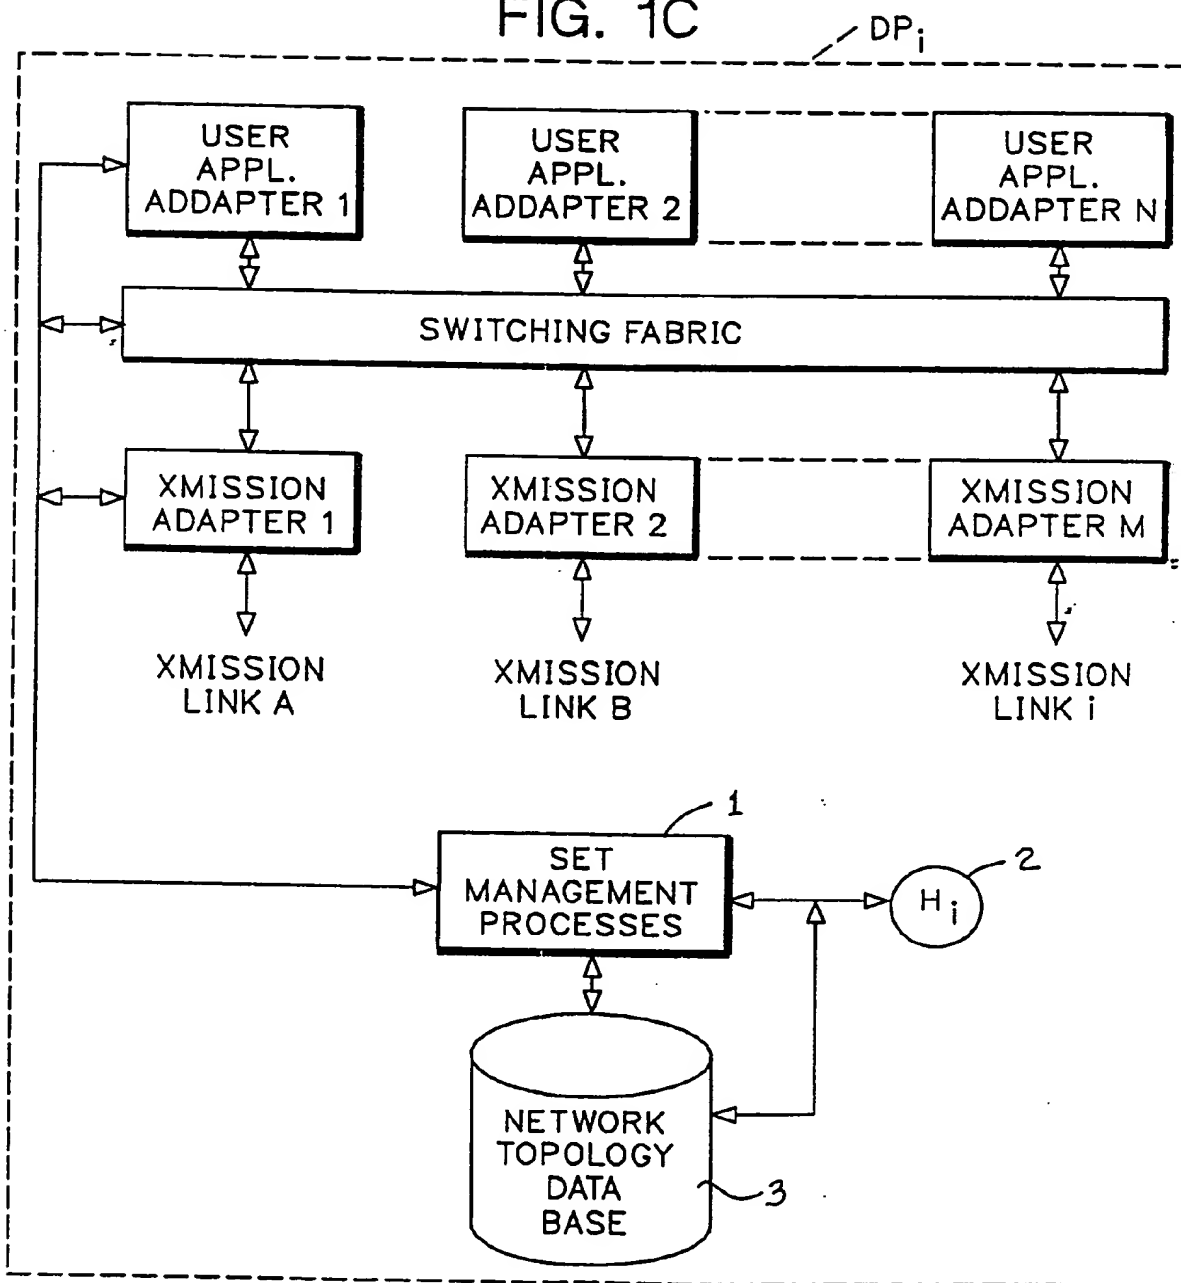 FIG. 1C
DPi
USER
APPL.
ADDAPTER 1
USER
APPL.
ADDAPTER 2
USER
APPL.
ADDAPTER N
SWITCHING FABRIC
XMISSION
ADAPTER 1
XMISSION
ADAPTER 2
XMISSION
ADAPTER M
XMISSION
LINK A
XMISSION
LINK B
XMISSION
LINK i
1
SET
MANAGEMENT
PROCESSES
2
Hi
NETWORK
TOPOLOGY
DATA
BASE
3